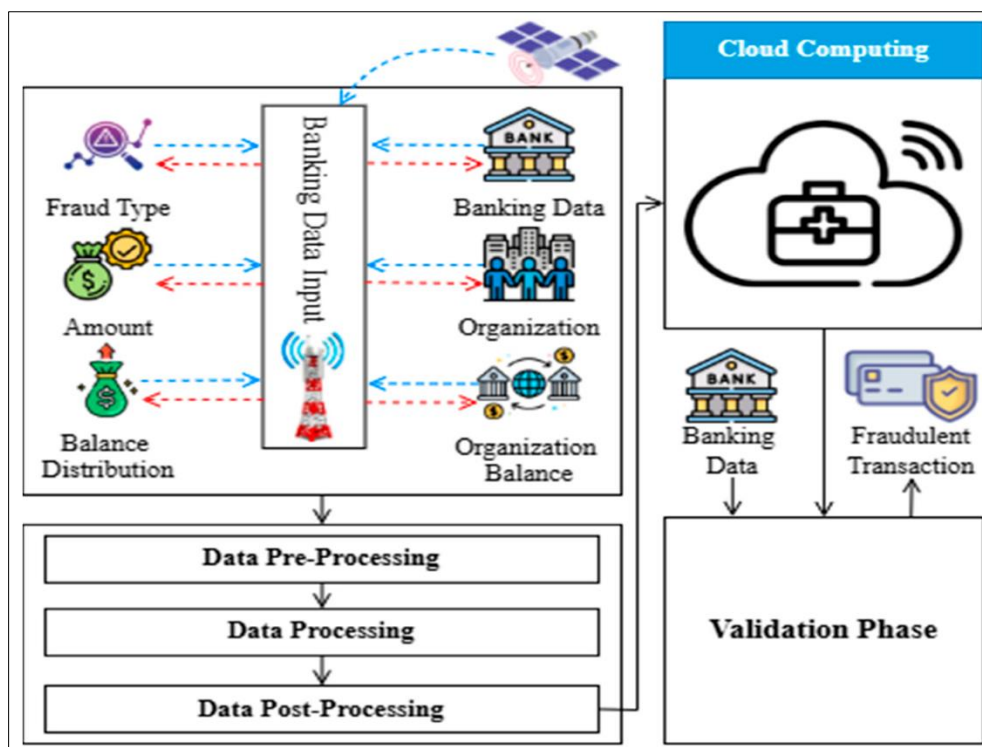 Cloud Computing
Banking Data Input
Fraud Type
BANK
Banking Data
Amount
Organization
Balance
Distribution
Organization
Balance
BANK
Banking
Data
Fraudulent
Transaction
Data Pre-Processing
Data Processing
Data Post-Processing
Validation Phase